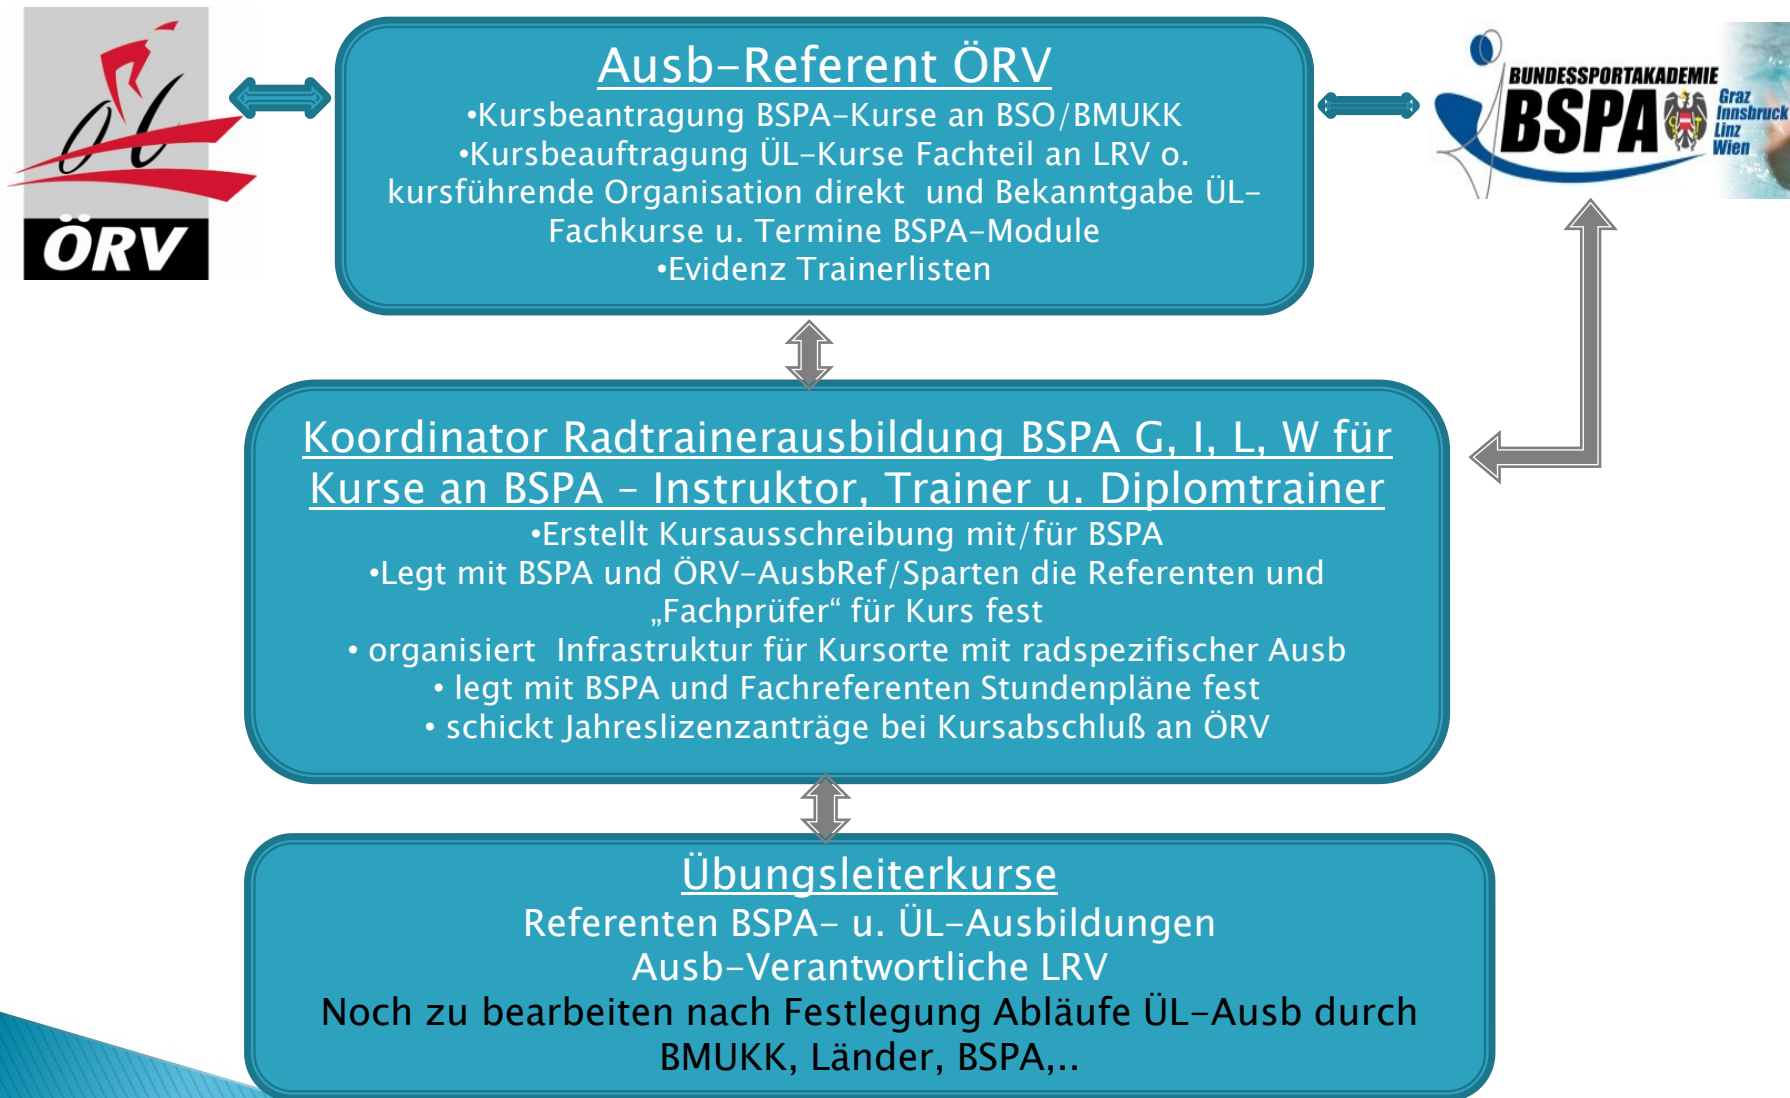 ÖRV
Ausb-Referent ÖRV
•Kursbeantragung BSPA-Kurse an BSO/BMUKK
•Kursbeauftragung ÜL-Kurse Fachteil an LRV o.
kursführende Organisation direkt und Bekanntgabe ÜL-
Fachkurse u. Termine BSPA-Module
•Evidenz Trainerlisten
BUNDESSPORTAKADEMIE
BSPA
Graz
Innsbruck
Linz
Wien
Koordinator Radtrainerausbildung BSPA G, I, L, W für
Kurse an BSPA – Instruktor, Trainer u. Diplomtrainer
•Erstellt Kursausschreibung mit/für BSPA
•Legt mit BSPA und ÖRV-AusbRef/Sparten die Referenten und
„Fachprüfer“ für Kurs fest
• organisiert Infrastruktur für Kursorte mit radspezifischer Ausb
• legt mit BSPA und Fachreferenten Stundenpläne fest
• schickt Jahreslizenzanträge bei Kursabschluß an ÖRV
Übungsleiterkurse
Referenten BSPA- u. ÜL-Ausbildungen
Ausb-Verantwortliche LRV
Noch zu bearbeiten nach Festlegung Abläufe ÜL-Ausb durch
BMUKK, Länder, BSPA,..